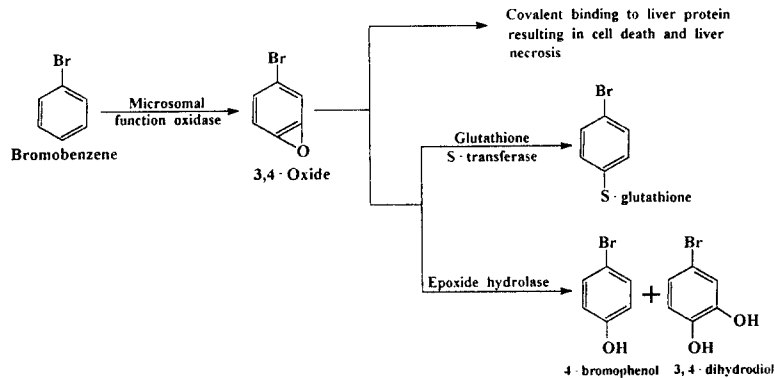 Covalent binding to liver protein
resulting in cell death and liver
necrosis
Br
Bromobenzene
Microsomal
function oxidase
Br
O
3,4 · Oxide
Glutathione
S · transferase
Br
S · glutathione
Epoxide hydrolase
Br
OH
4 · bromophenol
+
Br
OH
OH
3, 4 · dihydrodiol